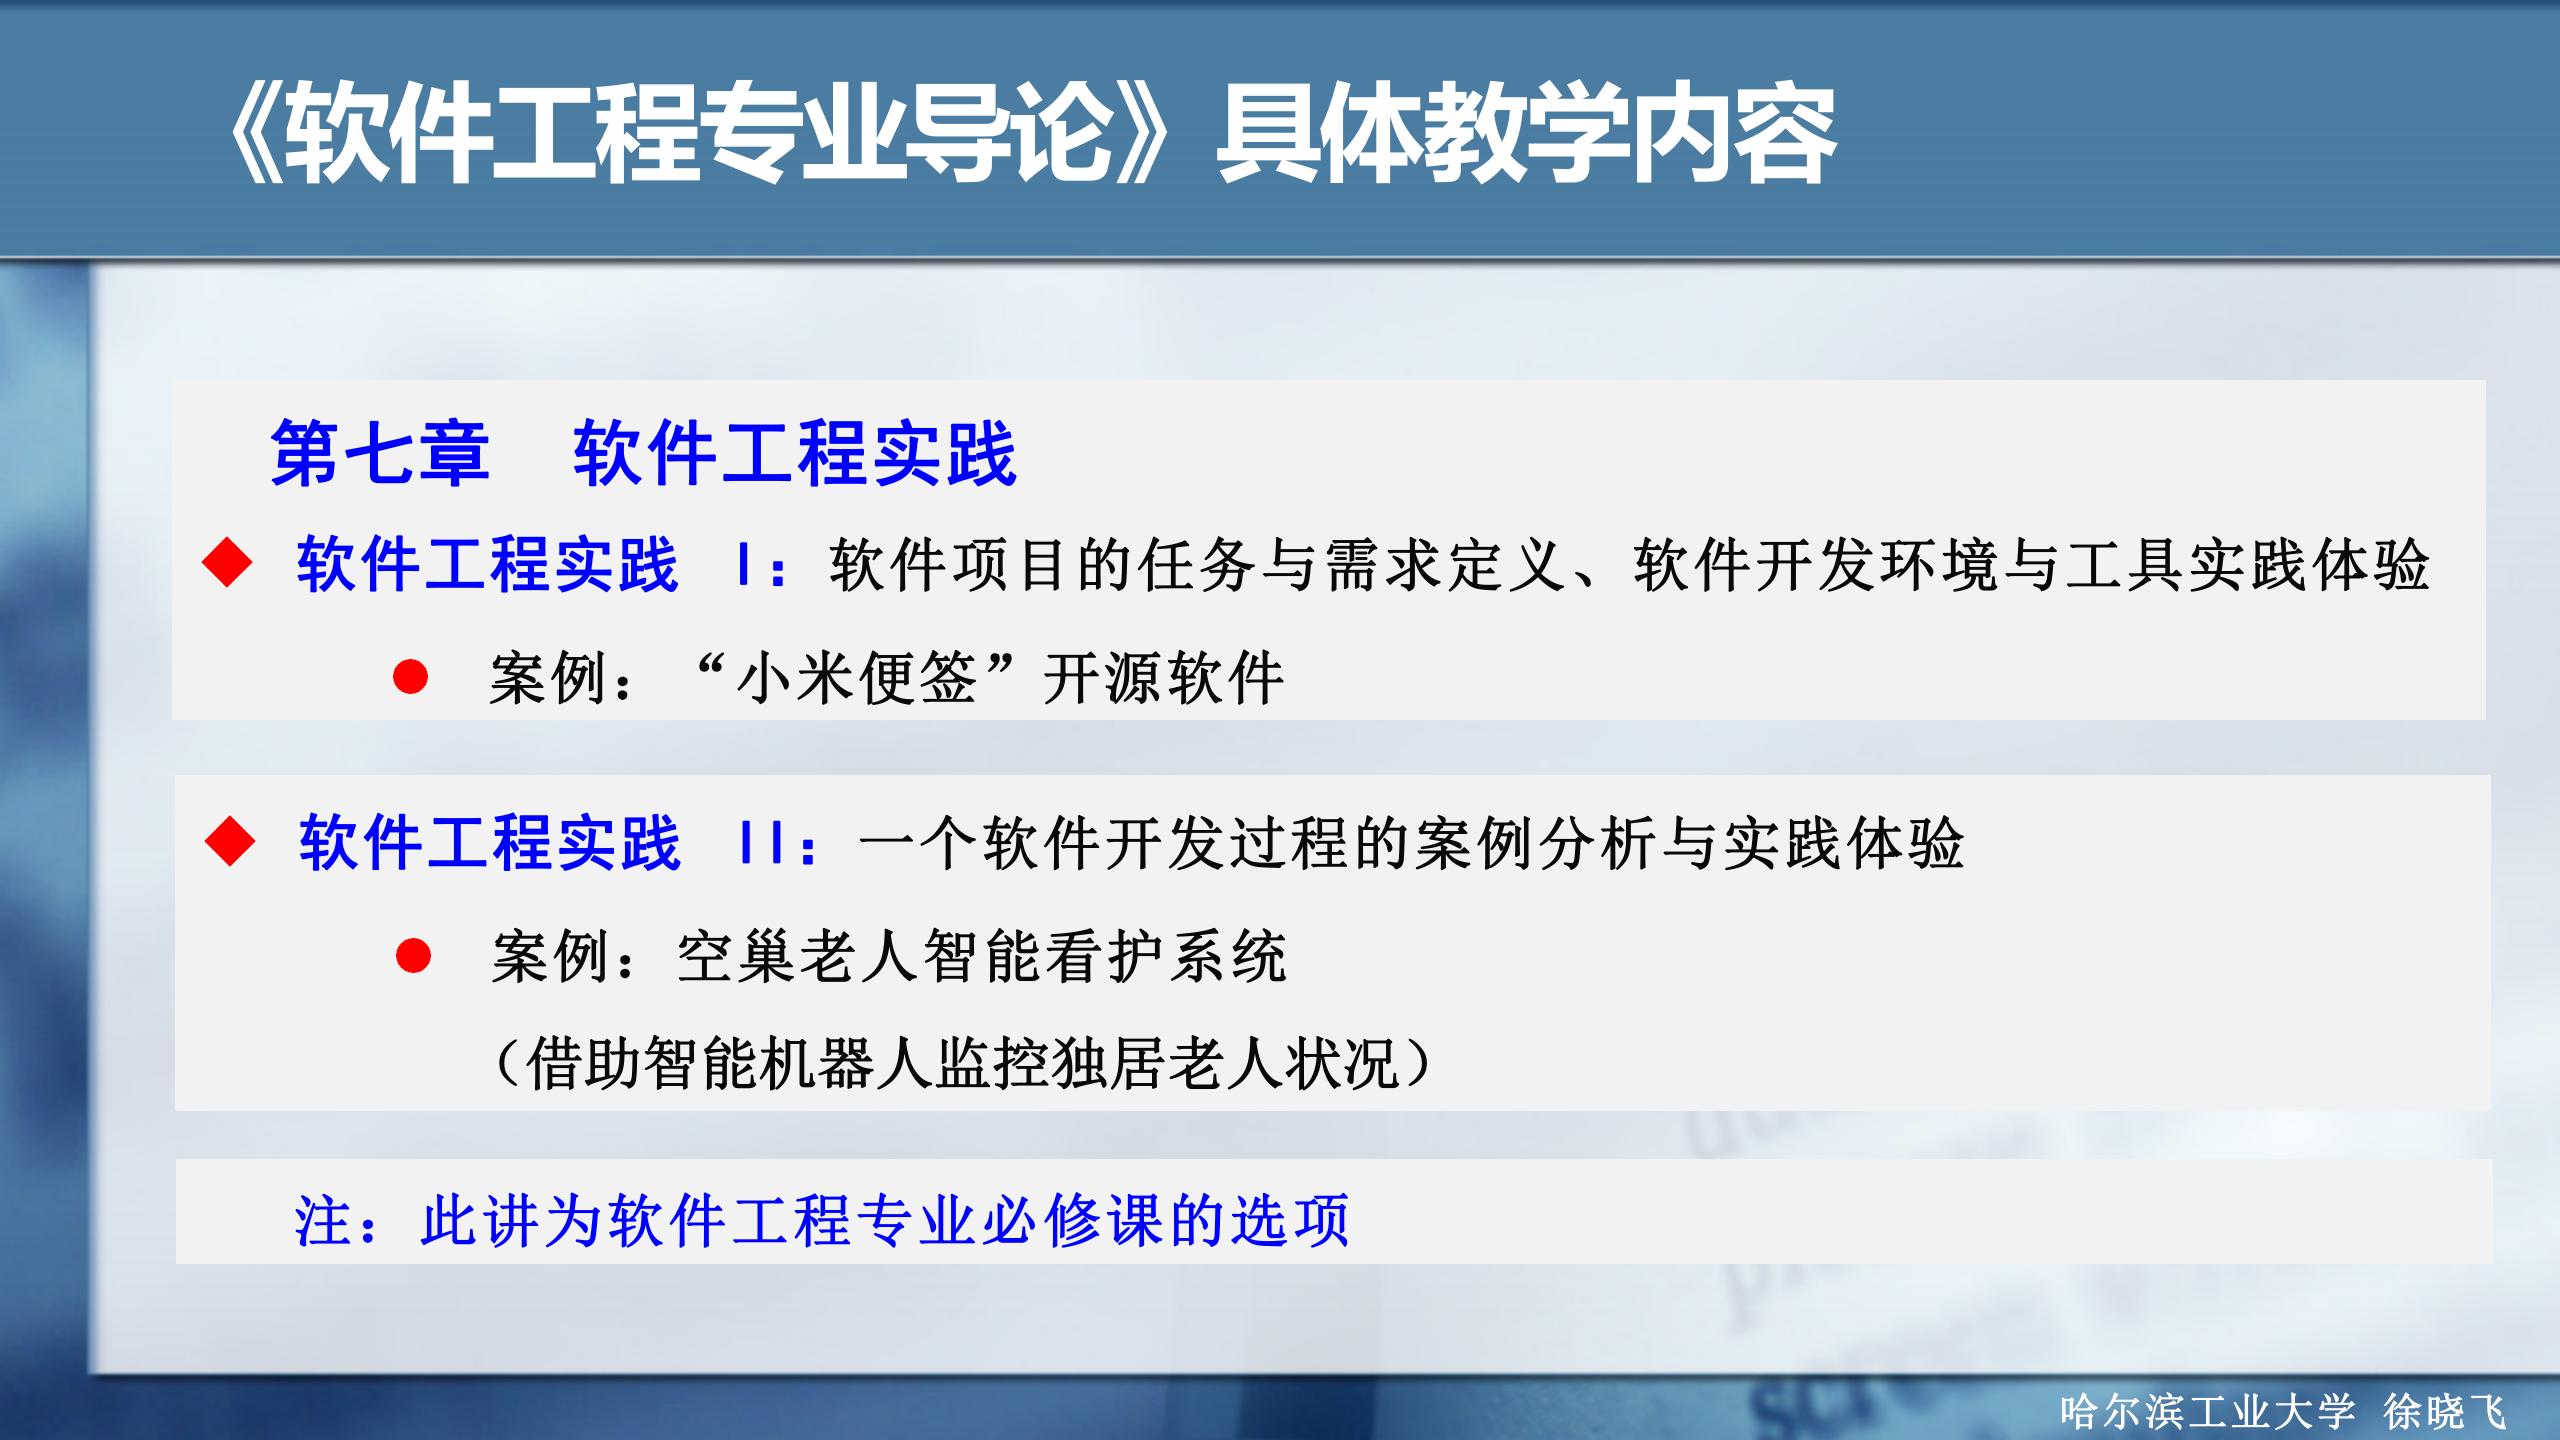 《软件工程专业导论》具体教学内容
第七章 软件工程实践
软件工程实践 I：软件项目的任务与需求定义、软件开发环境与工具实践体验
案例：“小米便签”开源软件
软件工程实践 II：一个软件开发过程的案例分析与实践体验
案例：空巢老人智能看护系统
（借助智能机器人监控独居老人状况）
注：此讲为软件工程专业必修课的选项
哈尔滨工业大学 徐晓飞